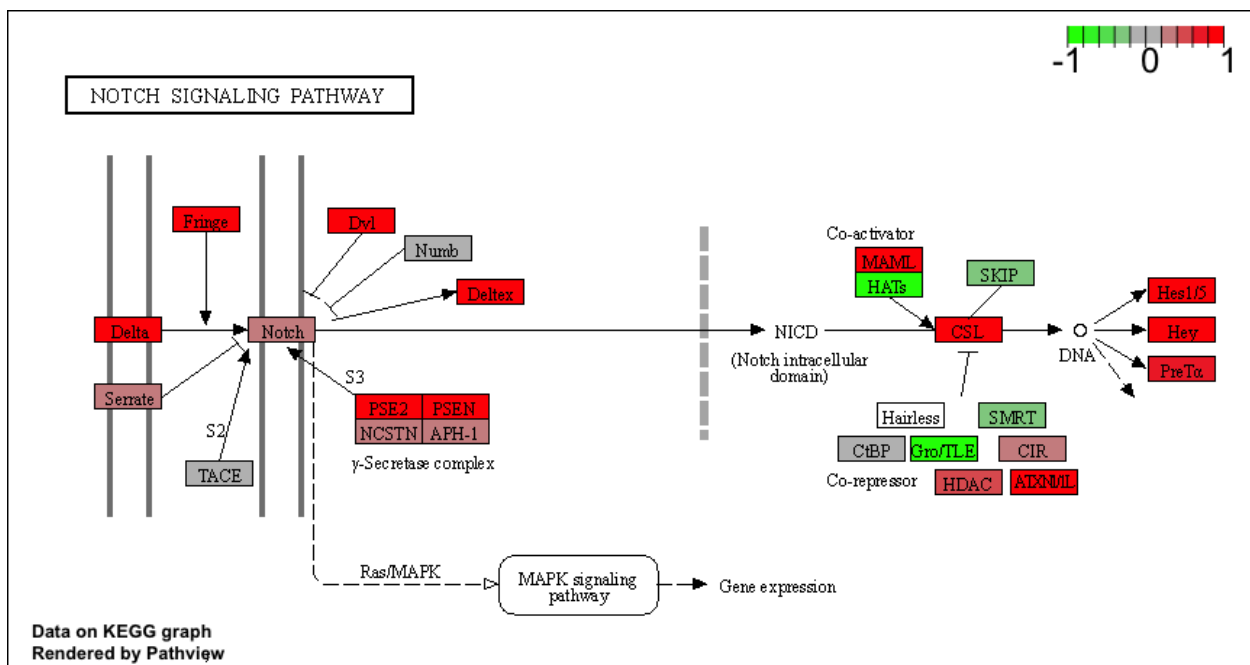 -1 0 1
NOTCH SIGNALING PATHWAY
Fringe
Dvl
Numb
Deltex
Delta
Notch
Serrate
S2
TACE
S3
PSE2 PSEN
NCSTN APH-1
γ-Secretase complex
NICD
(Notch intracellular
domain)
Co-activator
MAML
HATs
SKIP
CSL
DNA
Hes1/5
Hey
PreTα
Hairless
SMRT
CtBP
Gro/TLE
CIR
Co-repressor
HDAC
ATXN1/1L
Ras/MAPK
MAPK signaling
pathway
Gene expression
Data on KEGG graph
Rendered by Pathview